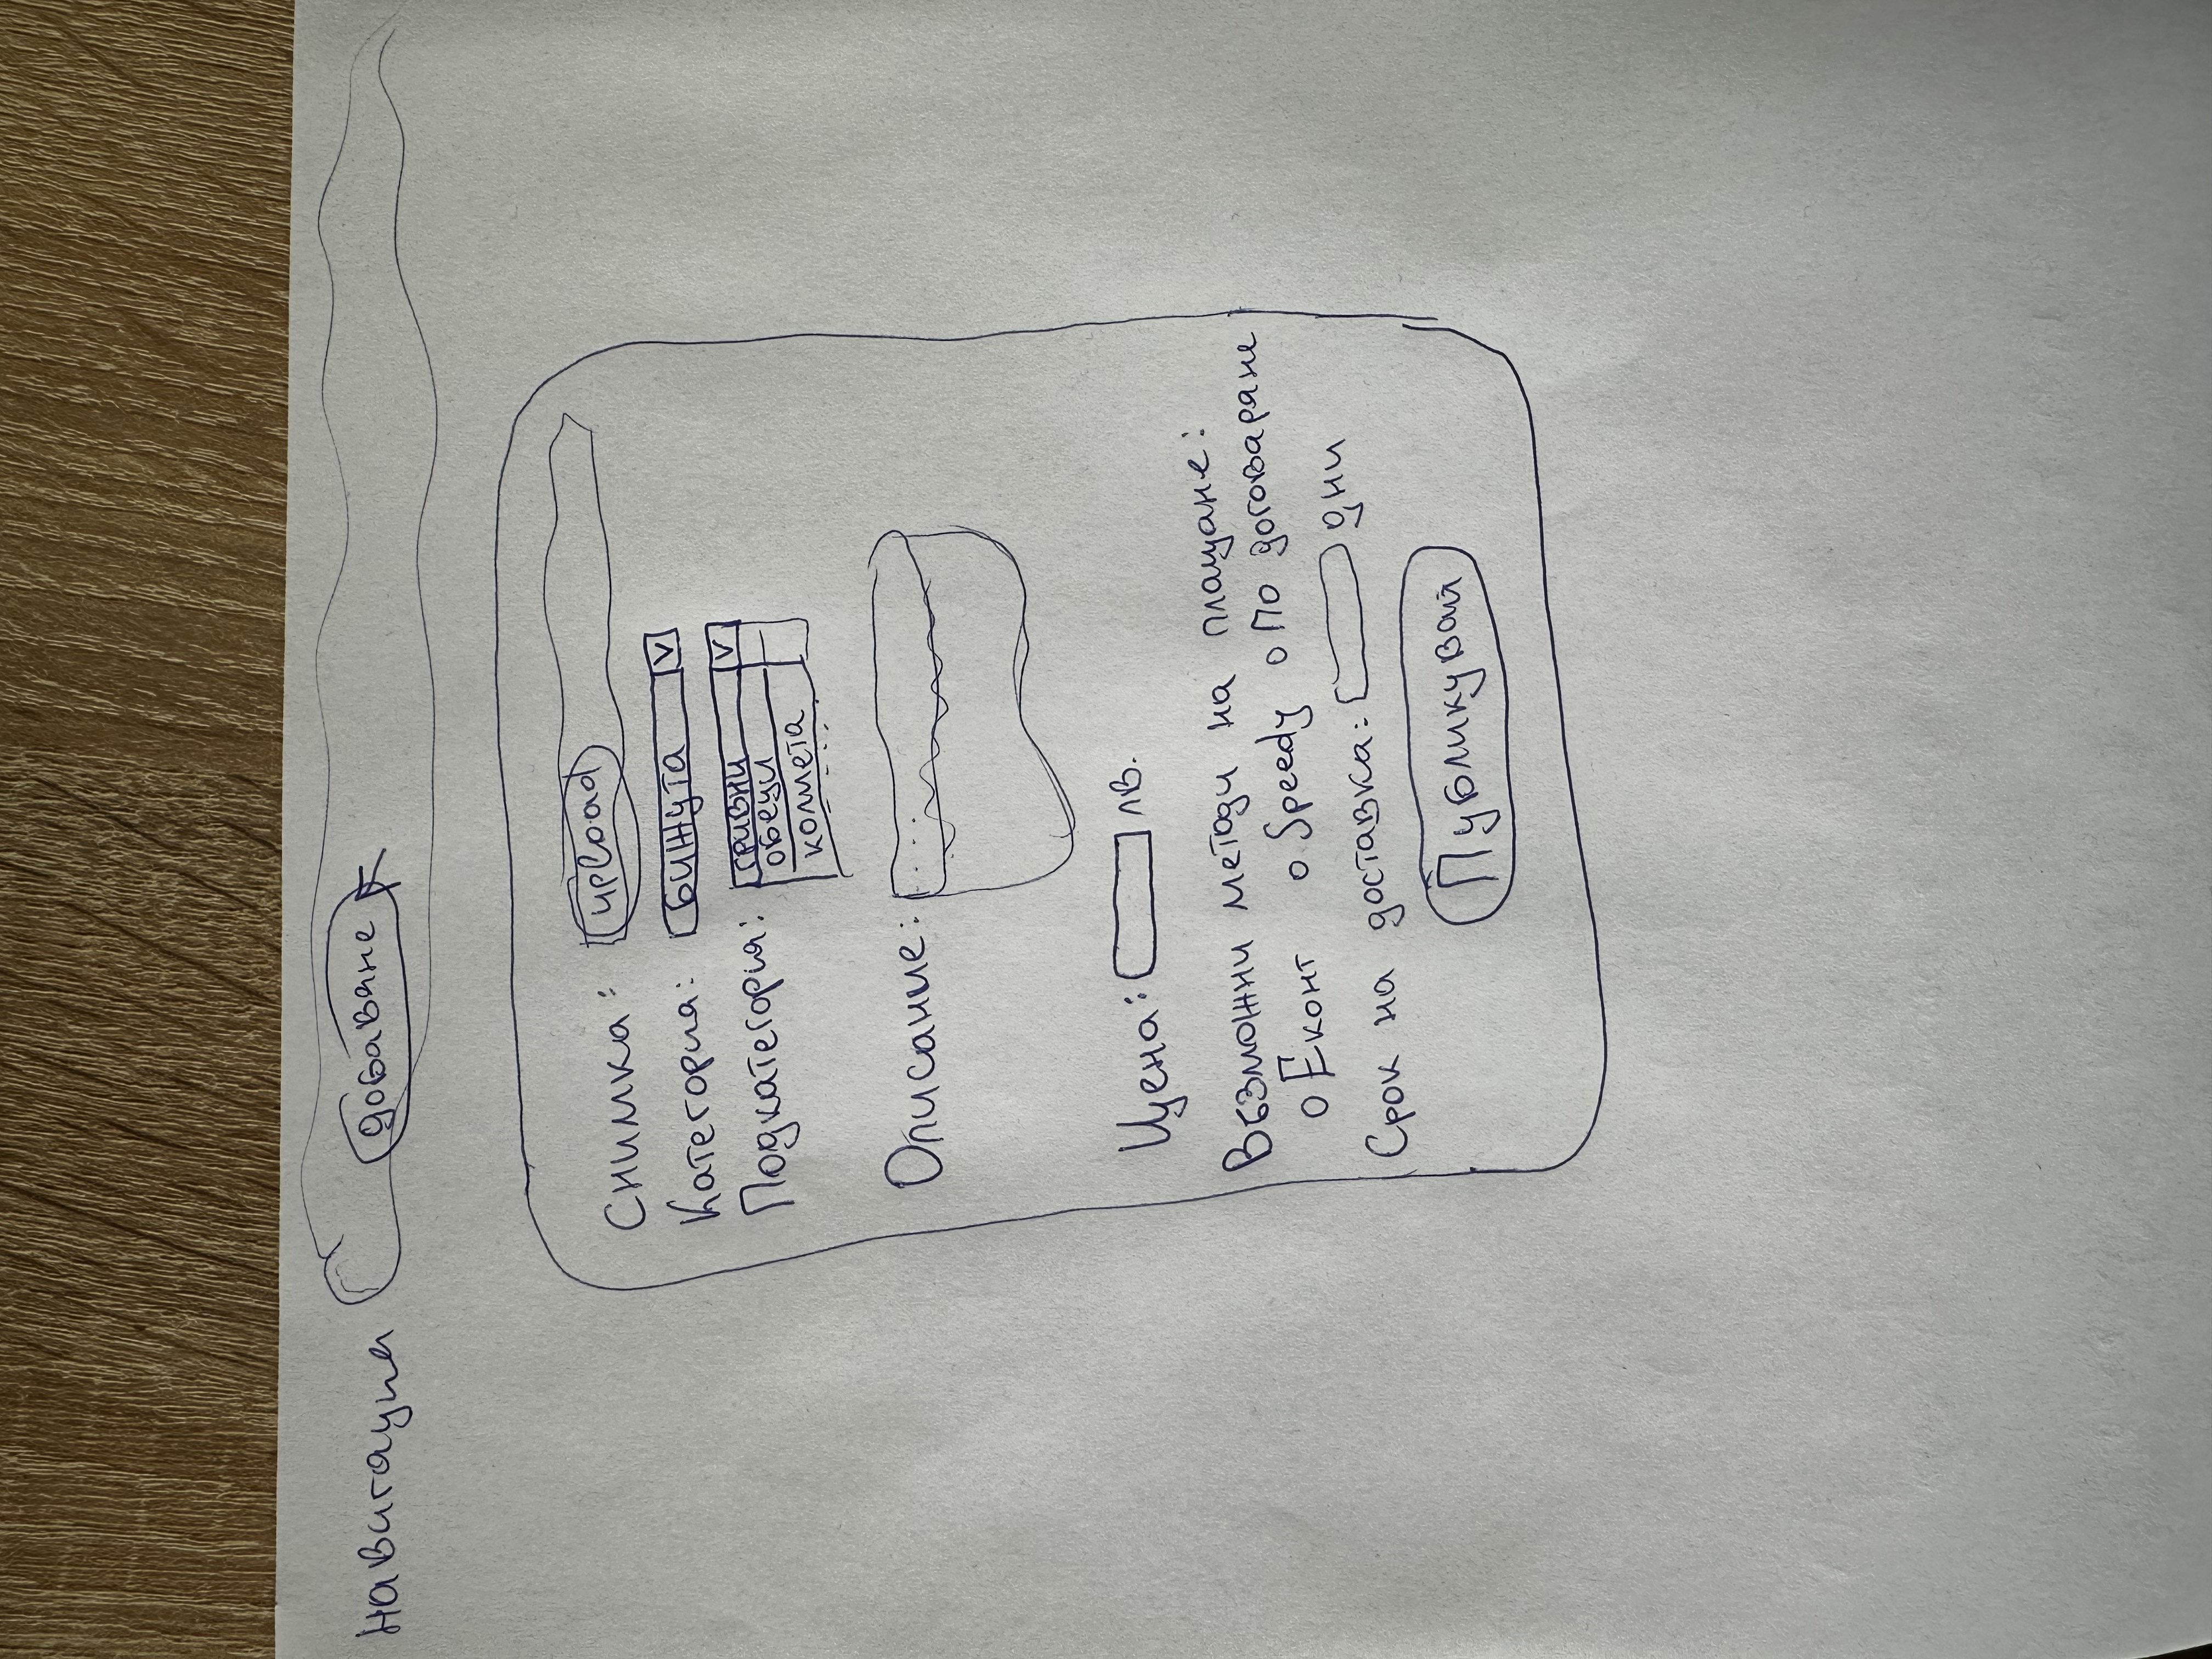 навигация добавяне
Снимка: upload
Категория: бижута v
Подкатегория: гривни v
обеци
колиета
Описание: ....
Цена: лв.
Възможни методи на плащане:
o Еконт o Speedy o По договаряне
Срок на доставка: дни
Публикувай